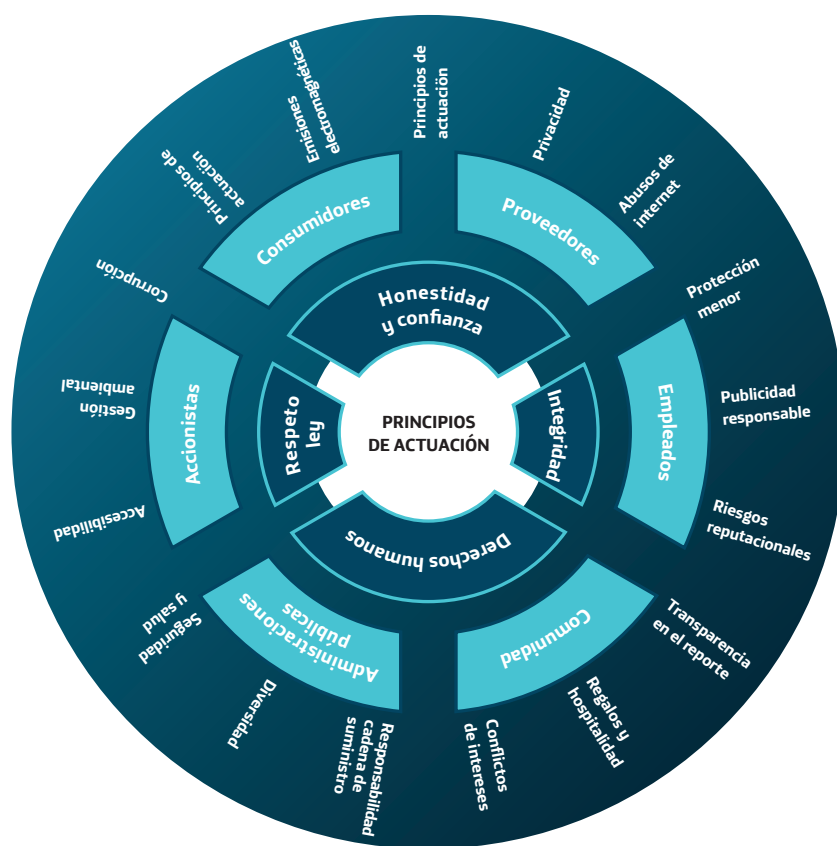 PRINCIPIOS
DE ACTUACIÓN
Honestidad
y confianza
Integridad
Derechos humanos
Respeto
ley
Consumidores
Proveedores
Empleados
Comunidad
Administraciones
públicas
Accionistas
Principios de
actuación
Privacidad
Abusos de
internet
Protección
menor
Publicidad
responsable
Riesgos
reputacionales
Transparencia
en el reporte
Regalos y
hospitalidad
Conflictos
de intereses
Responsabilidad
cadena de
suministro
Diversidad
Seguridad
y salud
Accesibilidad
Gestión
ambiental
Corrupción
Principios de
actuación
Emisiones
electromagnéticas